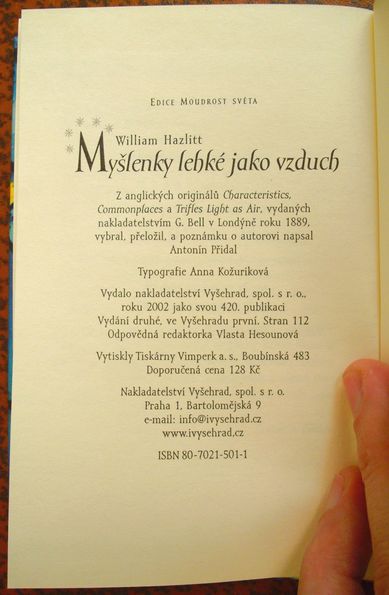 EDICE MOUDROST SVĚTA
William Hazlitt
Myšlenky lehké jako vzduch
Z anglických originálů Characteristics,
Commonplaces a Trifles Light as Air, vydaných
nakladatelstvím G. Bell v Londýně roku 1889,
vybral, přeložil, a poznámku o autorovi napsal
Antonín Přidal
Typografie Anna Kožuriková
Vydalo nakladatelství Vyšehrad, spol. s r. o.,
roku 2002 jako svou 420. publikaci
Vydání druhé, ve Vyšehradu první. Stran 112
Odpovědná redaktorka Vlasta Hesounová
Vytiskly Tiskárny Vimperk a. s., Boubínská 483
Doporučená cena 128 Kč
Nakladatelství Vyšehrad, spol. s r. o.
Praha 1, Bartolomějská 9
e-mail: info@ivysehrad.cz
www.ivysehrad.cz
ISBN 80-7021-501-1